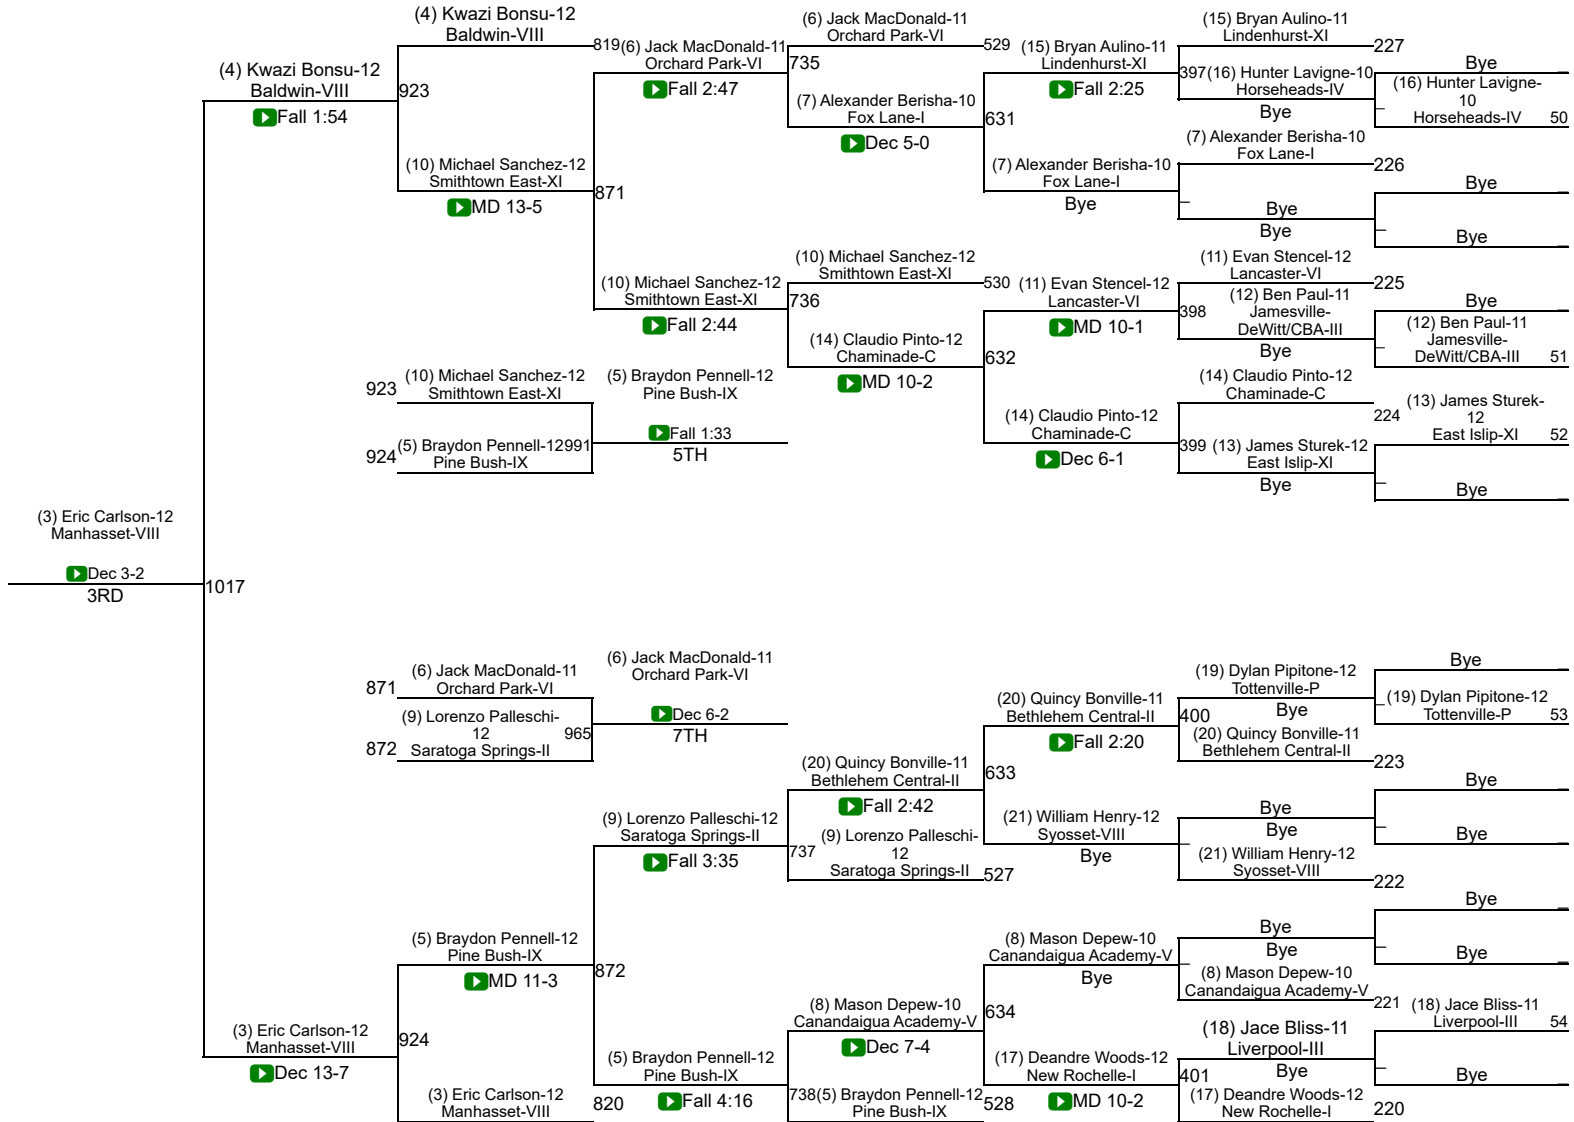 (4) Kwazi Bonsu-12
Baldwin-VIII
819
(6) Jack MacDonald-11
Orchard Park-VI
529
(15) Bryan Aulino-11
Lindenhurst-XI
227
(4) Kwazi Bonsu-12
Baldwin-VIII
Fall 1:54
923
(6) Jack MacDonald-11
Orchard Park-VI
Fall 2:47
735
(15) Bryan Aulino-11
Lindenhurst-XI
Fall 2:25
397
(16) Hunter Lavigne-10
Horseheads-IV
Bye
Bye
(16) Hunter Lavigne-
10
Horseheads-IV 50
(7) Alexander Berisha-10
Fox Lane-I
Dec 5-0
631
(7) Alexander Berisha-10
Fox Lane-I
226
(10) Michael Sanchez-12
Smithtown East-XI
MD 13-5
871
(7) Alexander Berisha-10
Fox Lane-I
Bye
Bye
Bye
Bye
Bye
(10) Michael Sanchez-12
Smithtown East-XI
530
(11) Evan Stencel-12
Lancaster-VI
225
(10) Michael Sanchez-12
Smithtown East-XI
Fall 2:44
736
(11) Evan Stencel-12
Lancaster-VI
MD 10-1
398
(12) Ben Paul-11
Jamesville-
DeWitt/CBA-III
Bye
Bye
(12) Ben Paul-11
Jamesville-
DeWitt/CBA-III 51
(14) Claudio Pinto-12
Chaminade-C
MD 10-2
632
(14) Claudio Pinto-12
Chaminade-C
224
923
(10) Michael Sanchez-12
Smithtown East-XI
(5) Braydon Pennell-12
Pine Bush-IX
Fall 1:33
5TH
924
(5) Braydon Pennell-12
Pine Bush-IX
991
(14) Claudio Pinto-12
Chaminade-C
Dec 6-1
399
(13) James Sturek-12
East Islip-XI
Bye
(13) James Sturek-
12
East Islip-XI 52
Bye
(3) Eric Carlson-12
Manhasset-VIII
Dec 3-2
3RD
1017
871
(6) Jack MacDonald-11
Orchard Park-VI
(6) Jack MacDonald-11
Orchard Park-VI
Dec 6-2
7TH
872
(9) Lorenzo Palleschi-
12
Saratoga Springs-II
965
(20) Quincy Bonville-11
Bethlehem Central-II
Fall 2:20
400
(19) Dylan Pipitone-12
Tottenville-P
Bye
Bye
(19) Dylan Pipitone-12
Tottenville-P 53
(20) Quincy Bonville-11
Bethlehem Central-II
223
(20) Quincy Bonville-11
Bethlehem Central-II
Fall 2:42
633
Bye
Bye
Bye
Bye
(9) Lorenzo Palleschi-12
Saratoga Springs-II
Fall 3:35
737
(9) Lorenzo Palleschi-
12
Saratoga Springs-II
527
(21) William Henry-12
Syosset-VIII
Bye
(21) William Henry-12
Syosset-VIII
222
(5) Braydon Pennell-12
Pine Bush-IX
MD 11-3
872
(8) Mason Depew-10
Canandaigua Academy-V
Bye
Bye
Bye
Bye
Bye
(8) Mason Depew-10
Canandaigua Academy-V
221
(3) Eric Carlson-12
Manhasset-VIII
Dec 13-7
924
(8) Mason Depew-10
Canandaigua Academy-V
Dec 7-4
634
(18) Jace Bliss-11
Liverpool-III
Bye
(18) Jace Bliss-11
Liverpool-III 54
Bye
(5) Braydon Pennell-12
Pine Bush-IX
Fall 4:16
738
(17) Deandre Woods-12
New Rochelle-I
MD 10-2
401
(3) Eric Carlson-12
Manhasset-VIII
820
(5) Braydon Pennell-12
Pine Bush-IX
528
(17) Deandre Woods-12
New Rochelle-I
220